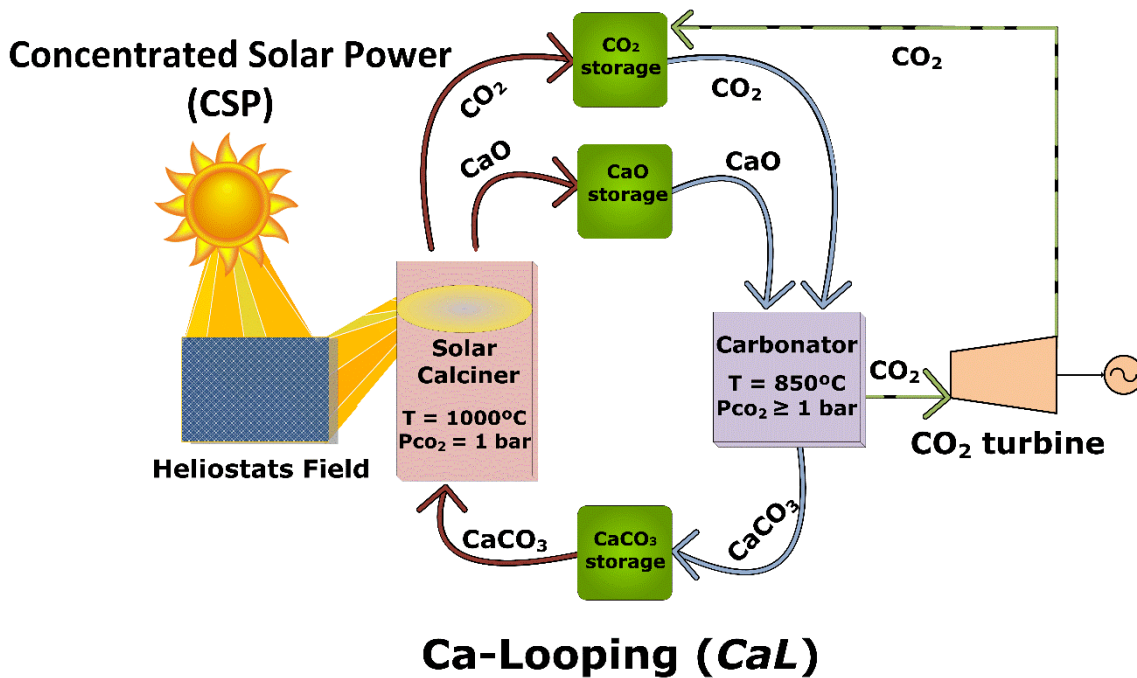 Concentrated Solar Power
(CSP)
CO₂
storage
CO₂
CO₂
CO₂
CaO
CaO
storage
CaO
Solar
Calciner
T = 1000ºC
Pco₂ = 1 bar
Heliostats Field
Carbonator
T = 850ºC
Pco₂ ≥ 1 bar
CO₂
CO₂ turbine
CaCO₃
CaCO₃
storage
CaCO₃
Ca-Looping (CaL)